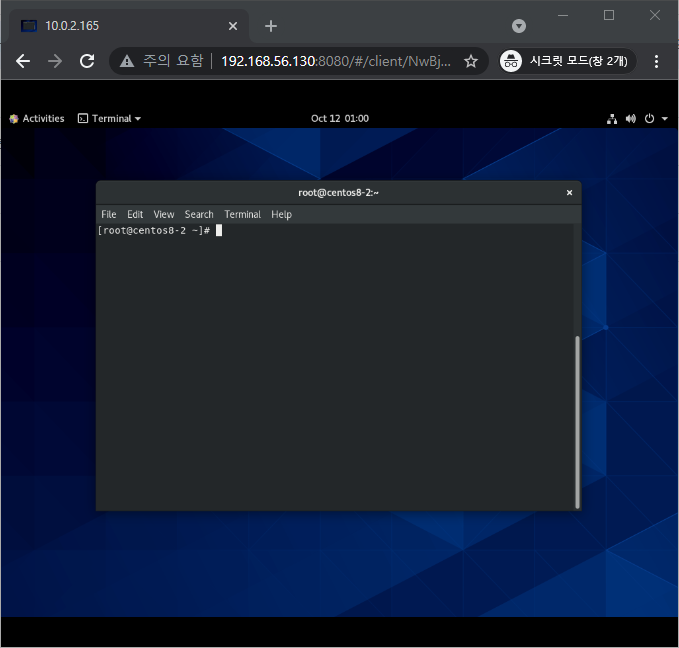 10.0.2.165
주의 요함 192.168.56.130:8080/#/client/NwBj... 시크릿 모드(창 2개)
Activities Terminal Oct 12 01:00
root@centos8-2:~
File Edit View Search Terminal Help
[root@centos8-2 ~]#